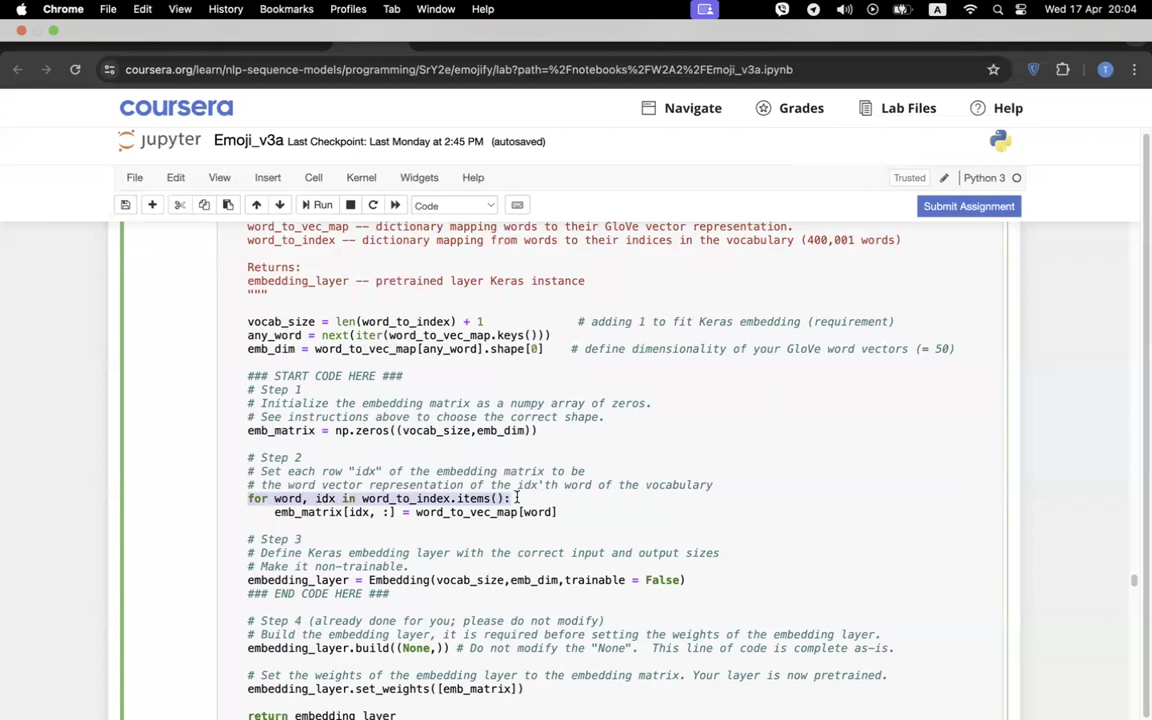 Chrome File Edit View History Bookmarks Profiles Tab Window Help A Wed 17 Apr 20:04
coursera.org/learn/nlp-sequence-models/programming/SrY2e/emojify/lab?path=%2Fnotebooks%2FW2A2%2FEmoji_v3a.ipynb T
coursera Navigate Grades Lab Files Help
jupyter Emoji_v3a Last Checkpoint: Last Monday at 2:45 PM (autosaved)
File Edit View Insert Cell Kernel Widgets Help Trusted Python 3
Run Code Submit Assignment
word_to_vec_map -- dictionary mapping words to their GloVe vector representation.
word_to_index -- dictionary mapping from words to their indices in the vocabulary (400,001 words)
Returns:
embedding_layer -- pretrained layer Keras instance
"""
vocab_size = len(word_to_index) + 1 # adding 1 to fit Keras embedding (requirement)
any_word = next(iter(word_to_vec_map.keys()))
emb_dim = word_to_vec_map[any_word].shape[0] # define dimensionality of your GloVe word vectors (= 50)
### START CODE HERE ###
# Step 1
# Initialize the embedding matrix as a numpy array of zeros.
# See instructions above to choose the correct shape.
emb_matrix = np.zeros((vocab_size,emb_dim))
# Step 2
# Set each row "idx" of the embedding matrix to be
# the word vector representation of the idx'th word of the vocabulary
for word, idx in word_to_index.items():
emb_matrix[idx, :] = word_to_vec_map[word]
# Step 3
# Define Keras embedding layer with the correct input and output sizes
# Make it non-trainable.
embedding_layer = Embedding(vocab_size,emb_dim,trainable = False)
### END CODE HERE ###
# Step 4 (already done for you; please do not modify)
# Build the embedding layer, it is required before setting the weights of the embedding layer.
embedding_layer.build((None,)) # Do not modify the "None". This line of code is complete as-is.
# Set the weights of the embedding layer to the embedding matrix. Your layer is now pretrained.
embedding_layer.set_weights([emb_matrix])
return embedding_layer